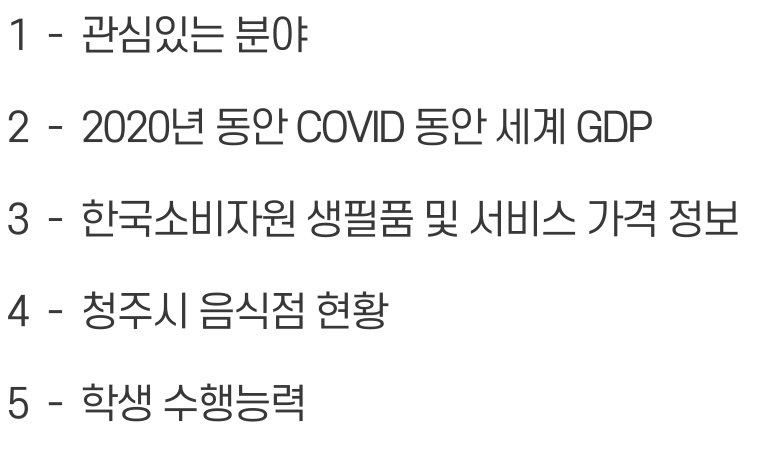 1 - 관심있는 분야
2 - 2020년 동안 COVID 동안 세계 GDP
3 - 한국소비자원 생필품 및 서비스 가격 정보
4 - 청주시 음식점 현황
5 - 학생 수행능력